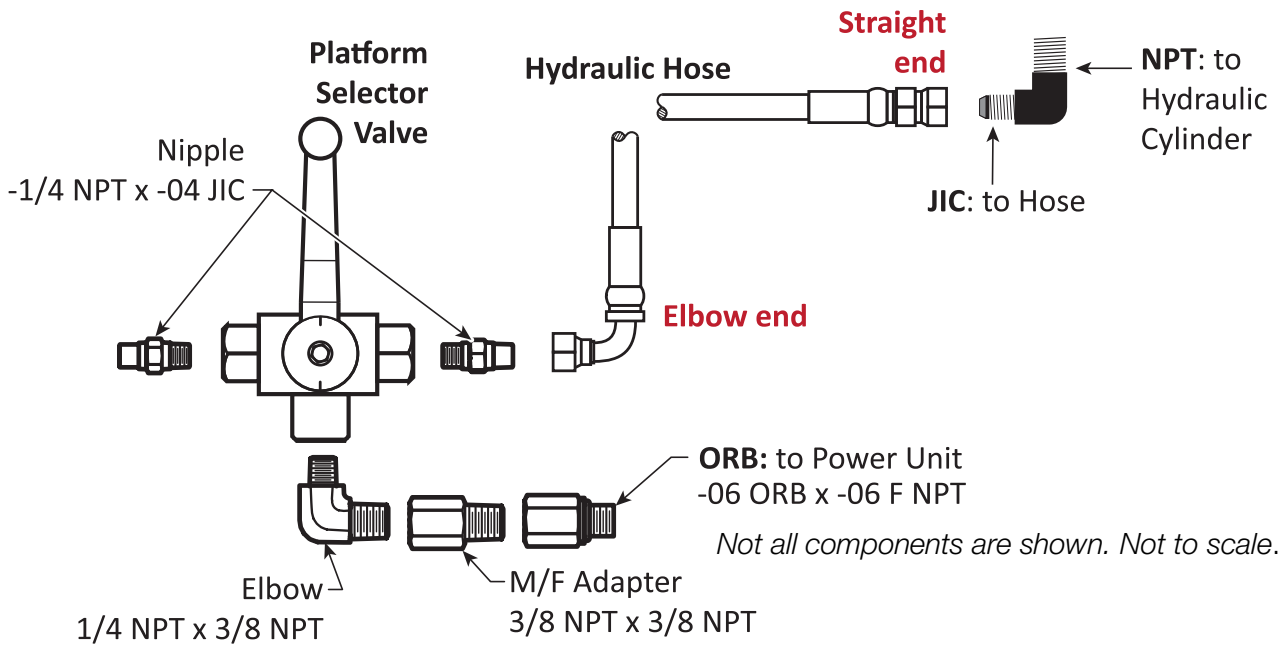 Platform
Selector
Valve
Hydraulic Hose
Straight
end
NPT: to
Hydraulic
Cylinder
Nipple
-1/4 NPT x -04 JIC
JIC: to Hose
Elbow end
ORB: to Power Unit
-06 ORB x -06 F NPT
Not all components are shown. Not to scale.
Elbow
1/4 NPT x 3/8 NPT
M/F Adapter
3/8 NPT x 3/8 NPT